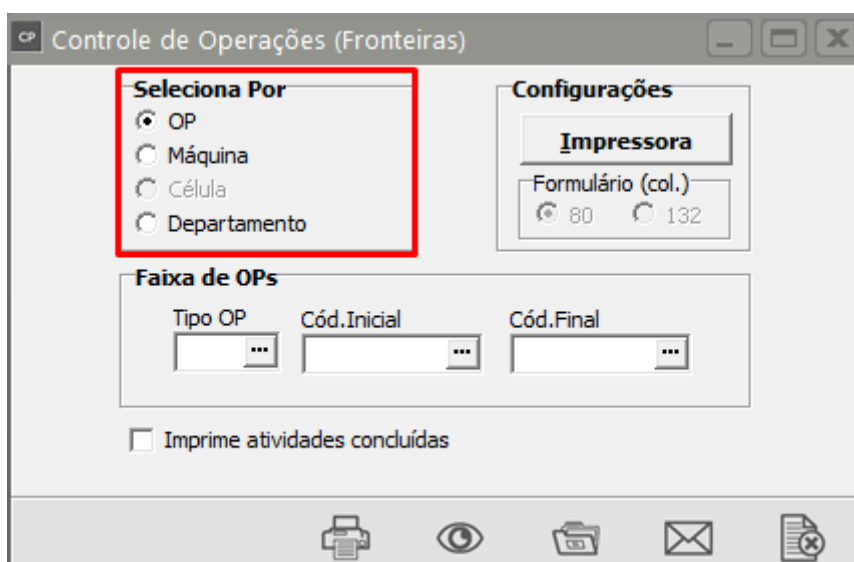 CP Controle de Operações (Fronteiras)
Seleciona Por
OP
Máquina
Célula
Departamento
Configurações
Impressora
Formulário (col.)
80 132
Faixa de OPs
Tipo OP Cód.Inicial Cód.Final
... ... ...
Imprime atividades concluídas